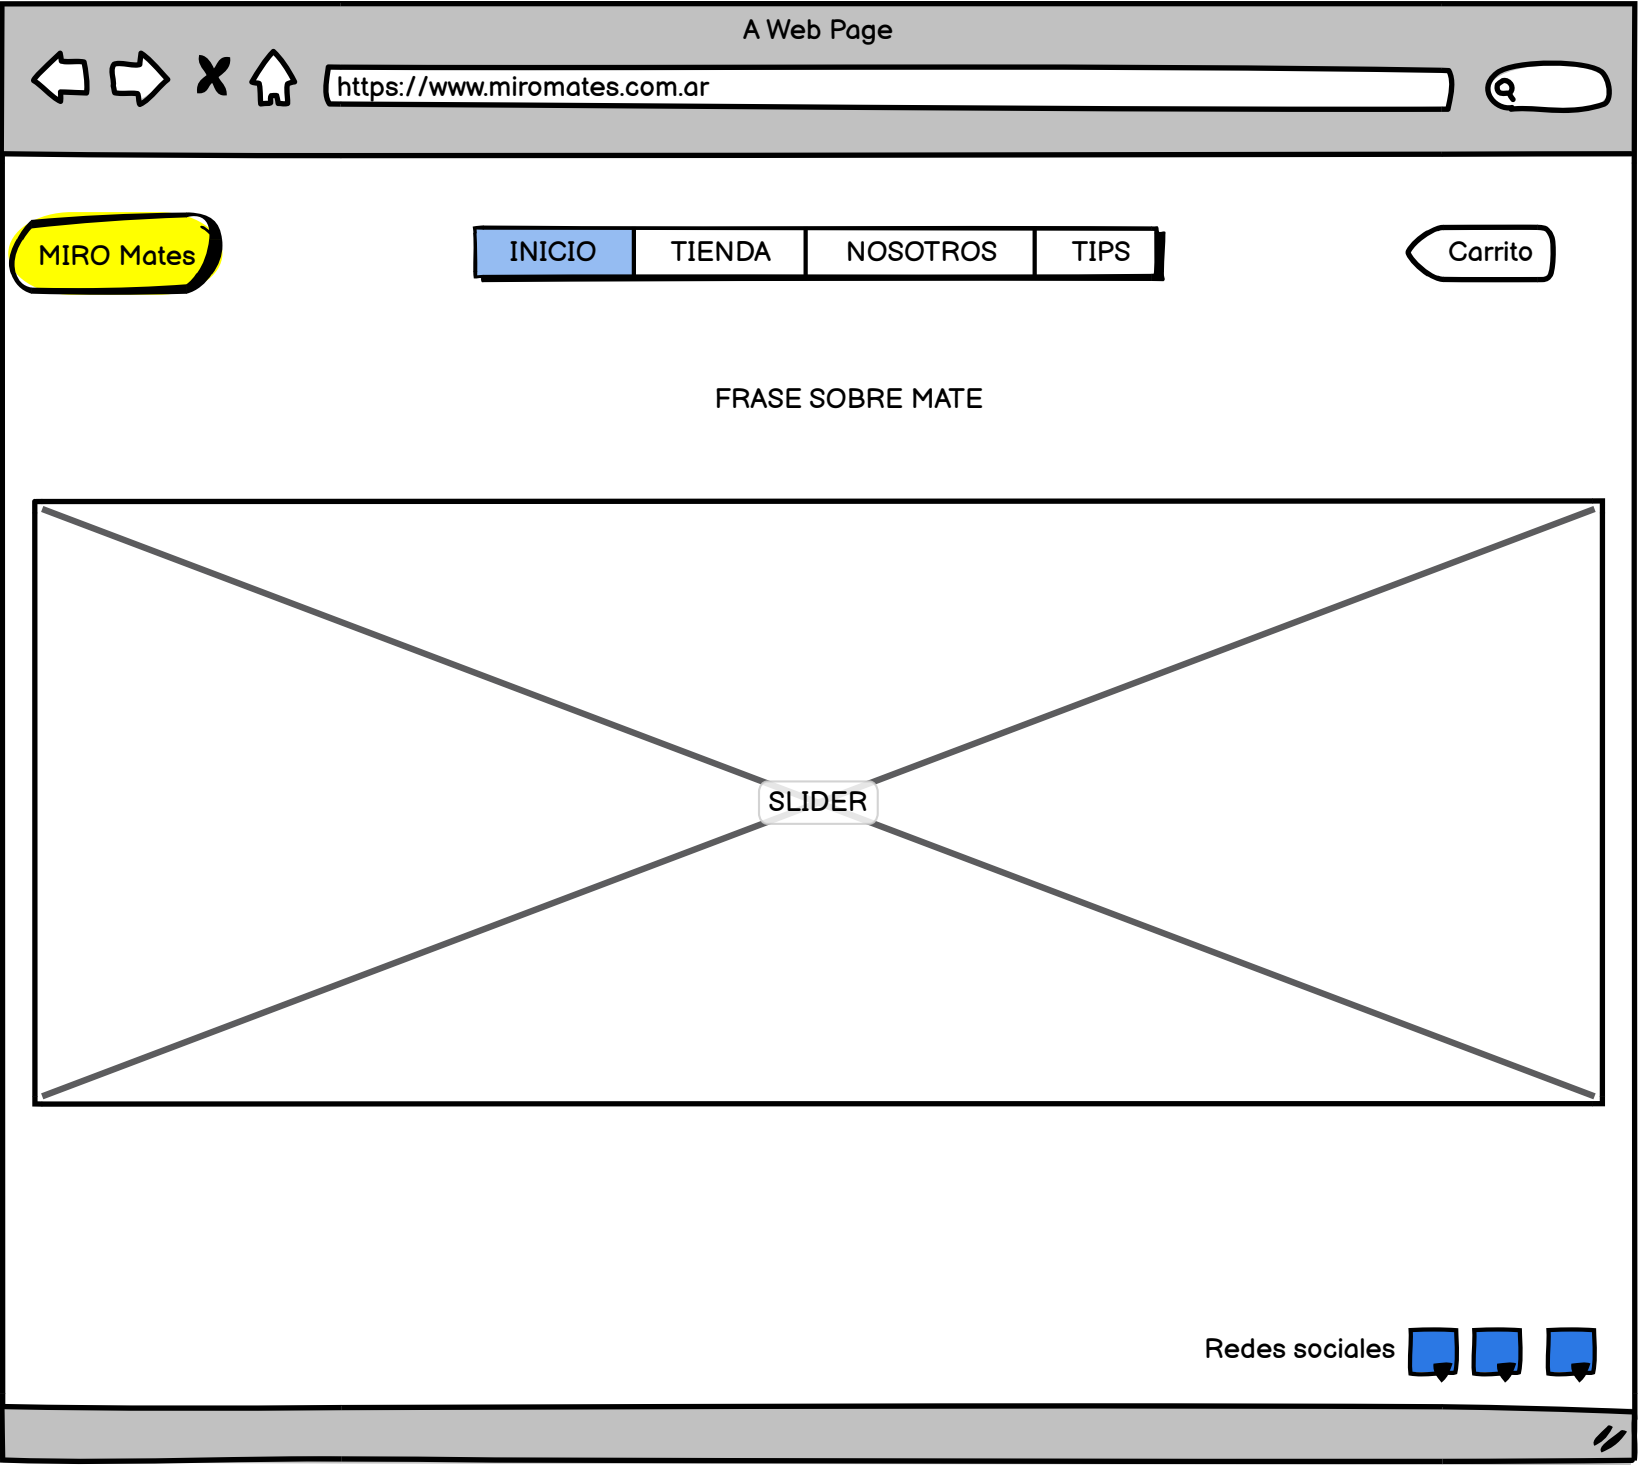 A Web Page
https://www.miromates.com.ar
MIRO Mates
INICIO TIENDA NOSOTROS TIPS
Carrito
FRASE SOBRE MATE
SLIDER
Redes sociales